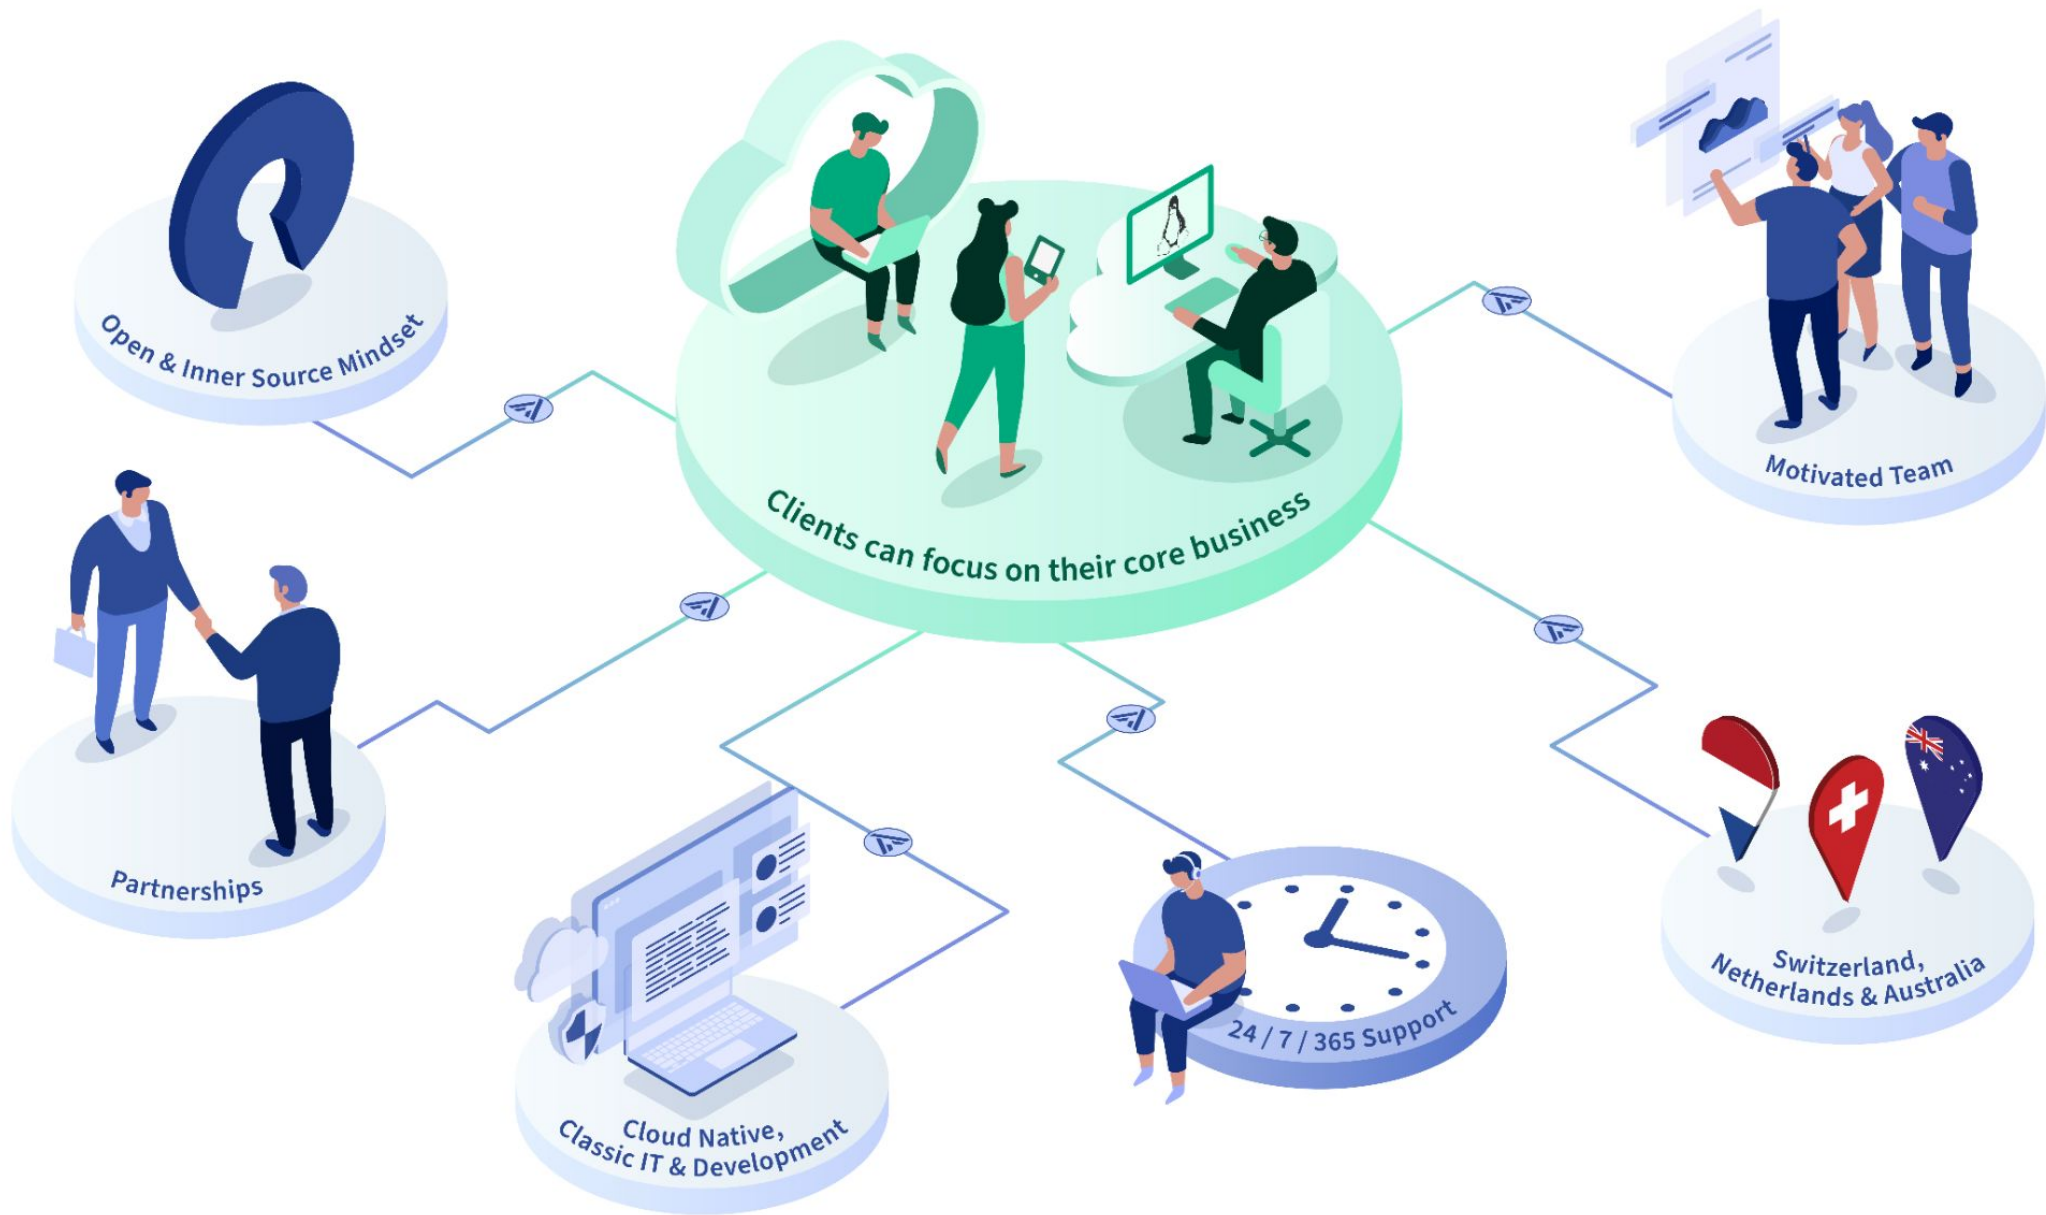 Open & Inner Source Mindset
Clients can focus on their core business
Motivated Team
Partnerships
Cloud Native,
Classic IT & Development
24 / 7 / 365 Support
Switzerland,
Netherlands & Australia